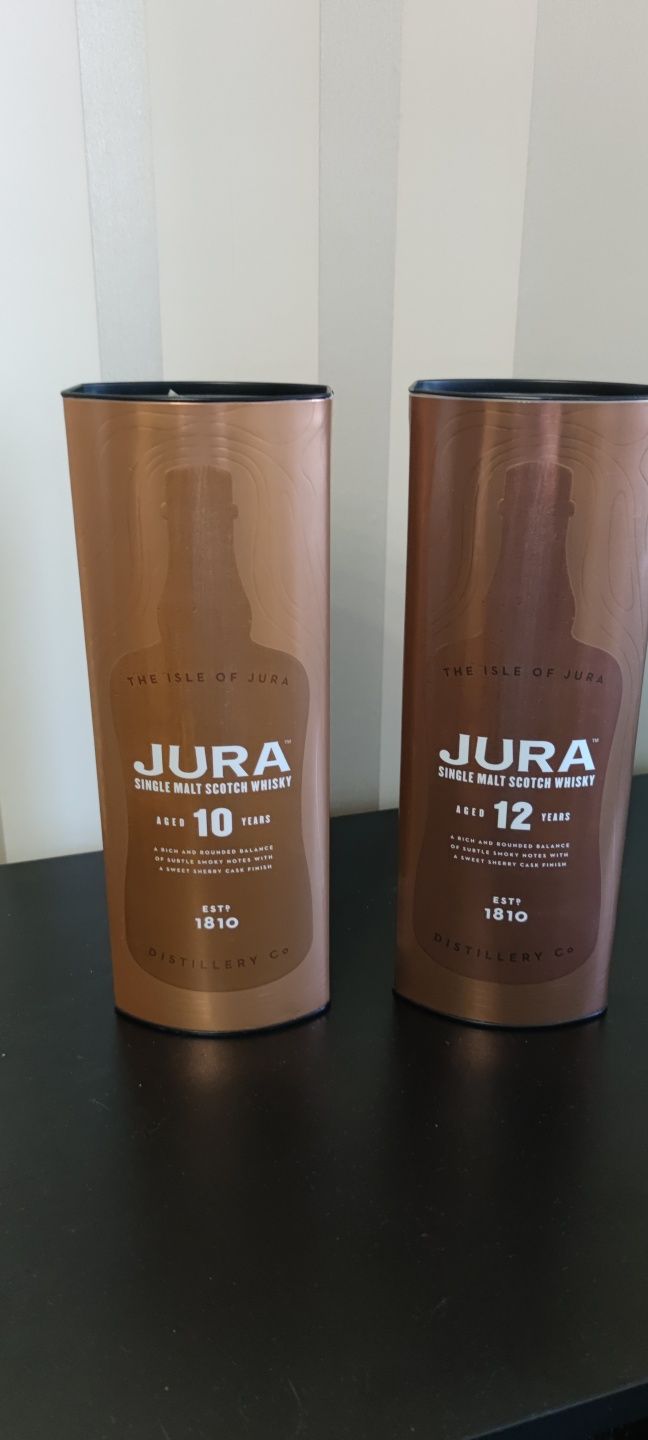 THE ISLE OF JURA
JURA™
SINGLE MALT SCOTCH WHISKY
AGED 10 YEARS
A RICH AND ROUNDED BALANCE
OF SUBTLE SMOKY NOTES WITH
A SWEET SHERRY CASK FINISH
ESTD
1810
DISTILLERY Co
THE ISLE OF JURA
JURA™
SINGLE MALT SCOTCH WHISKY
AGED 12 YEARS
A RICH AND ROUNDED BALANCE
OF SUBTLE SMOKY NOTES WITH
A SWEET SHERRY CASK FINISH
ESTD
1810
DISTILLERY Co